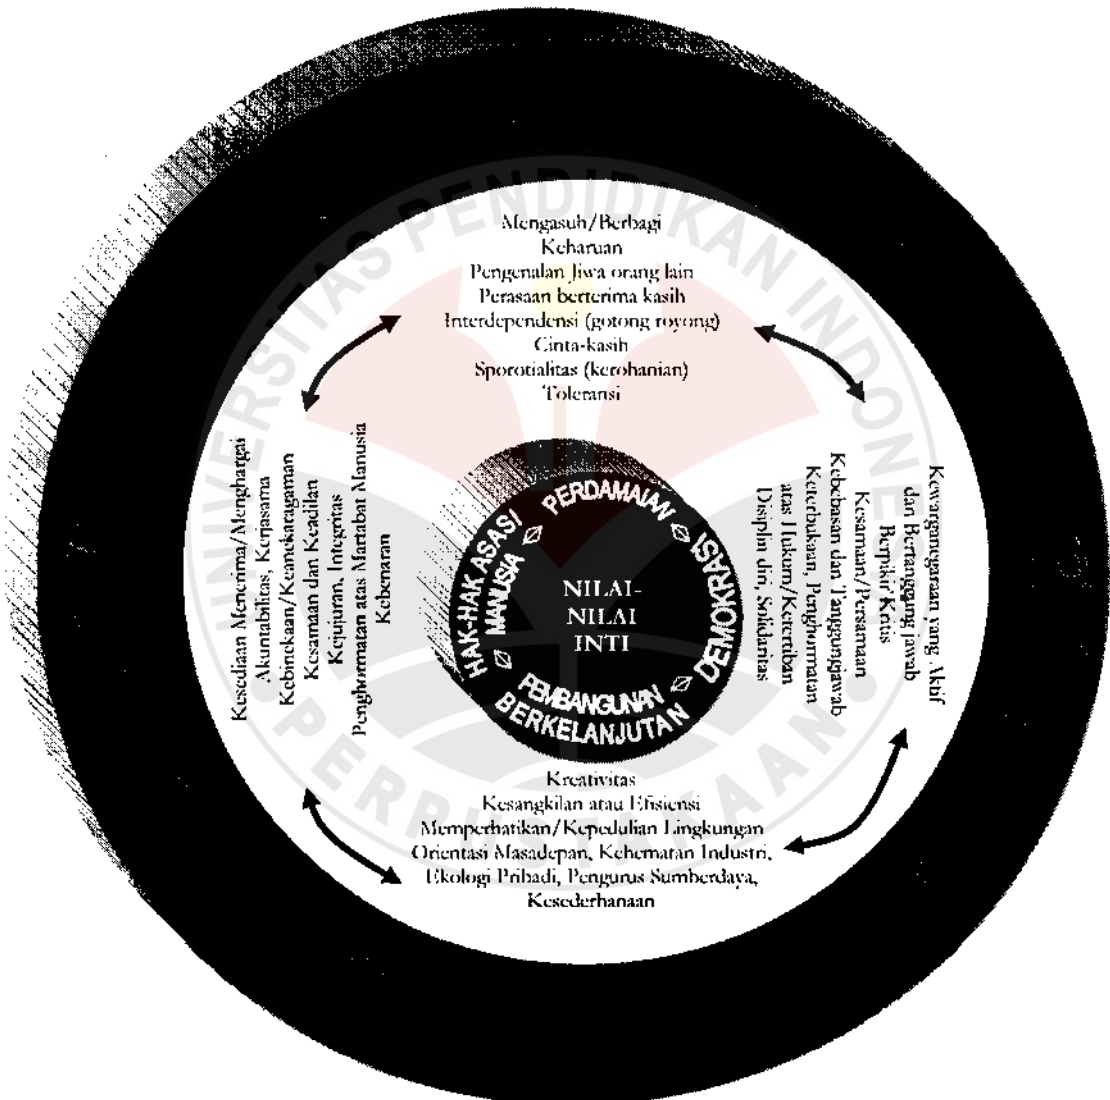 Mengasuh/Berbagi
Keharuan
Pengenalan Jiwa orang lain
Perasaan berterima kasih
Interdependensi (gotong royong)
Cinta-kasih
Sporotialitas (kerohanian)
Toleransi
Kesediaan Menerima/Menghargai
Akuntabilitas, Kerjasama
Kebinekaan/Keanekaragaman
Kesamaan dan Keadilan
Kejujuran, Integritas
Penghormatan atas Martabat Manusia
Kebenaran
PERDAMAIAN
DEMOKRASI
PEMBANGUNAN
BERKELANJUTAN
HAK-HAK ASASI
MANUSIA
NILAI-
NILAI
INTI
Kewarganegaraan yang Aktif
dan Bertanggung jawab
Berpikir Kritis
Kesamaan/Persamaan
Kebebasan dan Tanggungjawab
Keterbukaan, Penghormatan
atas Hukum/Ketertiban
Disiplin diri, Solidaritas
Kreativitas
Kesangkilan atau Efisiensi
Memperhatikan/Kepedulian Lingkungan
Orientasi Masadepan, Kehematan Industri,
Ekologi Pribadi, Pengurus Sumberdaya,
Kesederhanaan
UNIVERSITAS PENDIDIKAN INDONESIA
PERPUSTAKAAN